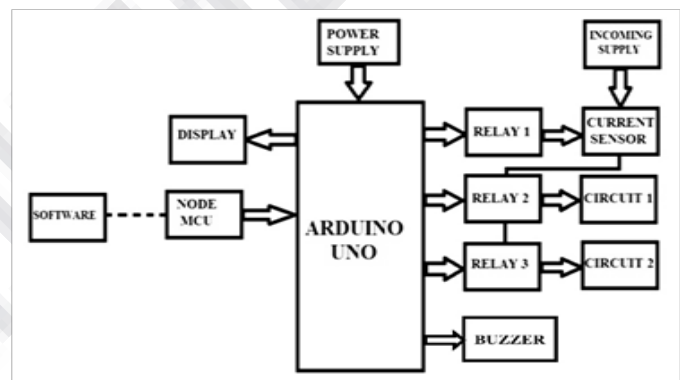 POWER
SUPPLY
INCOMING
SUPPLY
DISPLAY
RELAY 1
CURRENT
SENSOR
SOFTWARE
NODE
MCU
ARDUINO
UNO
RELAY 2
CIRCUIT 1
RELAY 3
CIRCUIT 2
BUZZER